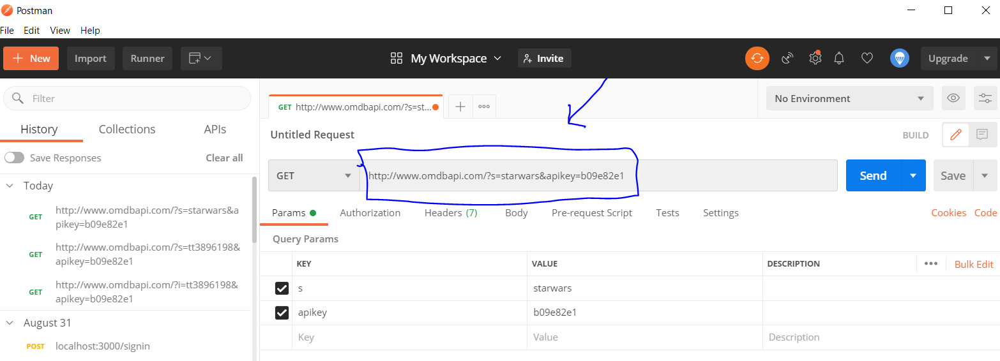 Postman
File Edit View Help
New Import Runner My Workspace Invite Upgrade
Filter
History Collections APIs
Save Responses Clear all
Today
GET http://www.omdbapi.com/?s=starwars&a
pikey=b09e82e1
GET http://www.omdbapi.com/?s=tt3896198&
apikey=b09e82e1
GET http://www.omdbapi.com/?i=tt3896198&
apikey=b09e82e1
August 31
POST localhost:3000/signin
GET http://www.omdbapi.com/?s=st... No Environment
Untitled Request BUILD
GET http://www.omdbapi.com/?s=starwars&apikey=b09e82e1 Send Save
Params Authorization Headers (7) Body Pre-request Script Tests Settings Cookies Code
Query Params
KEY VALUE DESCRIPTION Bulk Edit
s starwars
apikey b09e82e1
Key Value Description